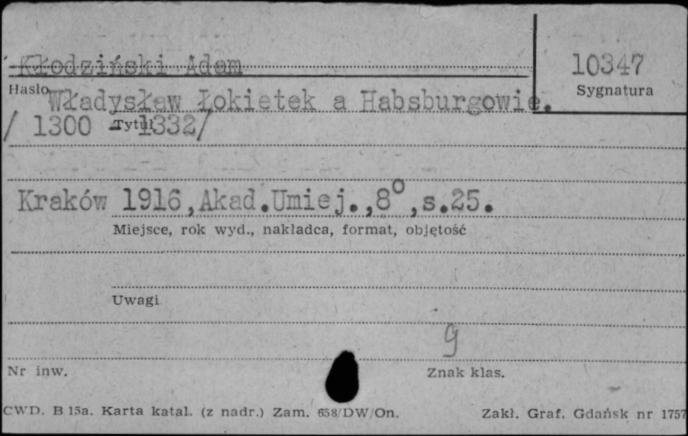 Kłodziński Adam
10347
Hasło
Sygnatura
Władysław Łokietek a Habsburgowie.
/ 1300 - 1332/
Tytuł
Kraków 1916,Akad.Umiej.,8°,s.25.
Miejsce, rok wyd., nakładca, format, objętość
Uwagi
g
Nr inw.
Znak klas.
CWD. B 15a. Karta katal. (z nadr.) Zam. 658/DW/On.
Zakł. Graf. Gdańsk nr 1757